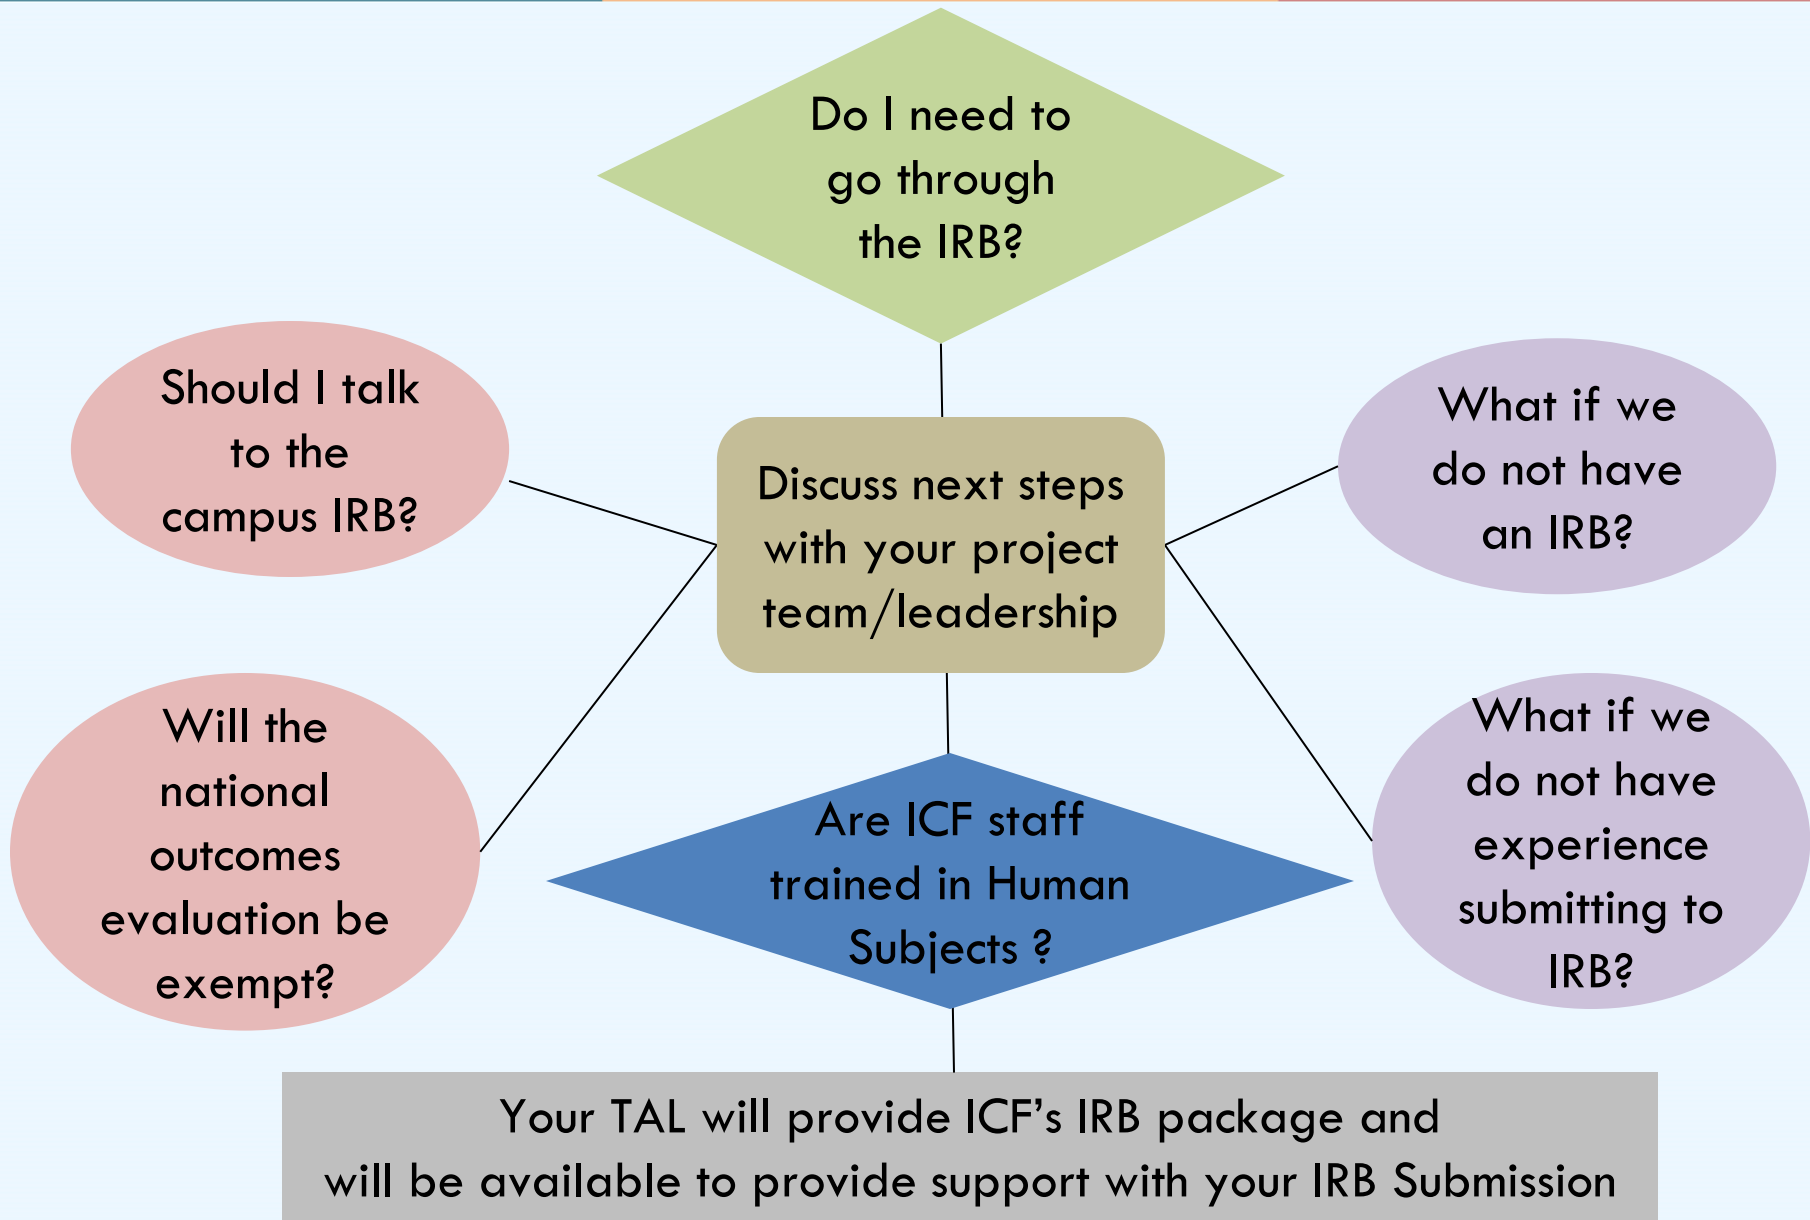 Do I need to
go through
the IRB?
Should I talk
to the
campus IRB?
What if we
do not have
an IRB?
Discuss next steps
with your project
team/leadership
Will the
national
outcomes
evaluation be
exempt?
Are ICF staff
trained in Human
Subjects ?
What if we
do not have
experience
submitting to
IRB?
Your TAL will provide ICF’s IRB package and
will be available to provide support with your IRB Submission